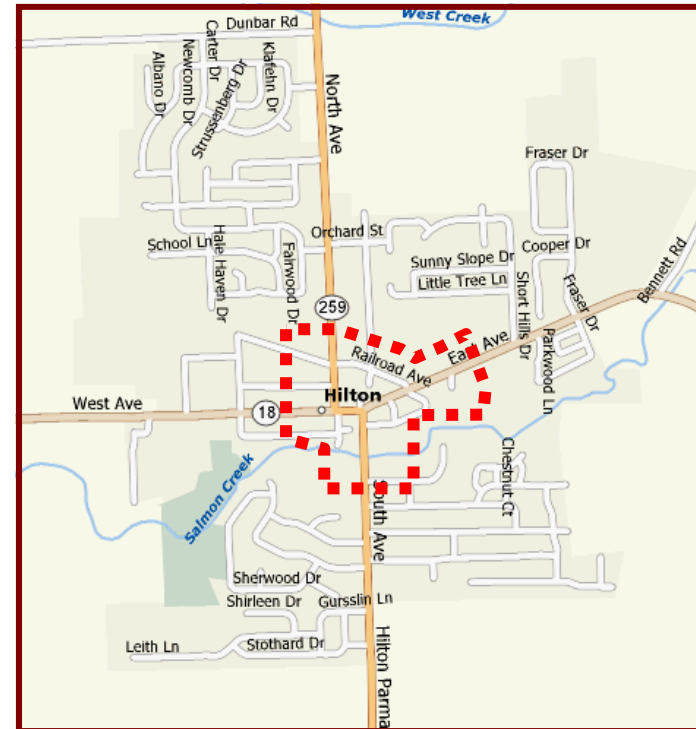 West Creek
Dunbar Rd
Carter Dr
Klafehn Dr
Newcomb Dr
Albano Dr
Strussenberg Dr
North Ave
Fraser Dr
Orchard St
School Ln
Hale Haven Dr
Fairwood Dr
Cooper Dr
Bennett Rd
Sunny Slope Dr
Little Tree Ln
Short Hills Dr
Fraser Dr
259
Parkwood Ln
East Ave
Railroad Ave
Hilton
West Ave
18
Salmon Creek
Chestnut Ct
South Ave
Sherwood Dr
Shirleen Dr
Gursslin Ln
Leith Ln
Stothard Dr
Hilton Parma